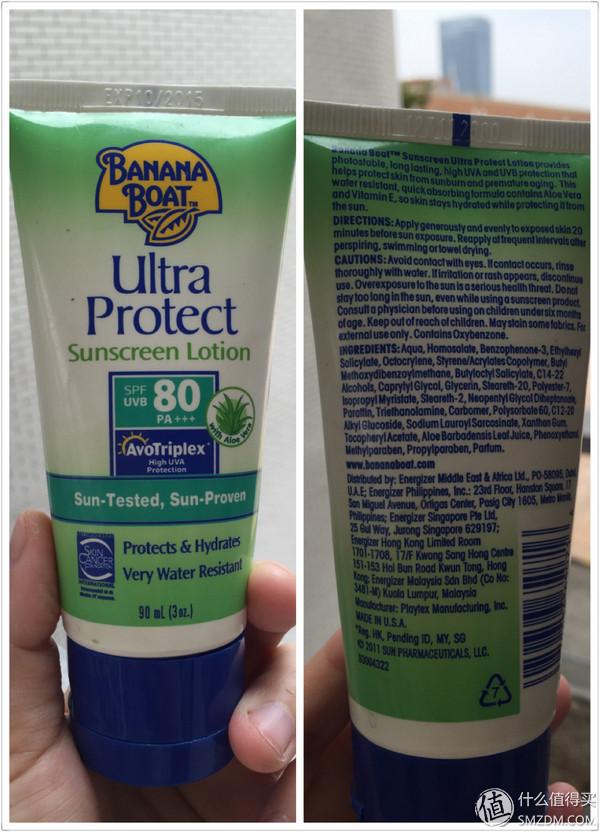 EXP10/2015
BANANA
BOAT™
Ultra
Protect
Sunscreen Lotion
SPF
UVB 80
PA +++
with Aloe Vera
AvoTriplex™
High UVA
Protection
Sun-Tested, Sun-Proven
SKIN CANCER
FOUNDATION
INTERNATIONAL
Protects & Hydrates
Very Water Resistant
90 mL (3 oz.)
Banana Boat™ Sunscreen Ultra Protect Lotion provides
photostable, long lasting, high UVA and UVB protection that
helps protect skin from sunburn and premature aging. This
water resistant, quick absorbing formula contains Aloe Vera
and Vitamin E, so skin stays hydrated while protecting it from
the sun.
DIRECTIONS: Apply generously and evenly to exposed skin 20
minutes before sun exposure. Reapply at frequent intervals after
perspiring, swimming or towel drying.
CAUTIONS: Avoid contact with eyes. If contact occurs, rinse
thoroughly with water. If irritation or rash appears, discontinue
use. Overexposure to the sun is a serious health threat. Do not
stay too long in the sun, even while using a sunscreen product.
Consult a physician before using on children under six months
of age. Keep out of reach of children. May stain some fabrics. For
external use only. Contains Oxybenzone.
INGREDIENTS: Aqua, Homosalate, Benzophenone-3, Ethylhexyl
Salicylate, Octocrylene, Styrene/Acrylates Copolymer, Butyl
Methoxydibenzoylmethane, Butyloctyl Salicylate, C14-22
Alcohols, Caprylyl Glycol, Glycerin, Steareth-20, Polyester-7,
Isopropyl Myristate, Steareth-2, Neopentyl Glycol Diheptanoate,
Paraffin, Triethanolamine, Carbomer, Polysorbate 60, C12-20
Alkyl Glucoside, Sodium Lauroyl Sarcosinate, Xanthan Gum,
Tocopheryl Acetate, Aloe Barbadensis Leaf Juice, Phenoxyethanol,
Methylparaben, Propylparaben, Parfum.
www.bananaboat.com
Distributed by: Energizer Middle East & Africa Ltd., PO-58085, Dubai,
U.A.E; Energizer Philippines, Inc.: 23rd Floor, Hanston Square, 17
San Miguel Avenue, Ortigas Center, Pasig City 1605, Metro Manila,
Philippines; Energizer Singapore Pte Ltd,
25 Gul Way, Jurong Singapore 629197;
Energizer Hong Kong Limited Room
1701-1708, 17/F Kwong Sang Hong Centre
151-153 Hoi Bun Road Kwun Tong, Hong
Kong; Energizer Malaysia Sdn Bhd (Co No:
3481-M) Kuala Lumpur, Malaysia
Manufacturer: Playtex Manufacturing, Inc.
MADE IN U.S.A.
*Reg. HK, Pending ID, MY, SG
© 2011 SUN PHARMACEUTICALS, LLC.
80004322
7
值 什么值得买
SMZDM.COM